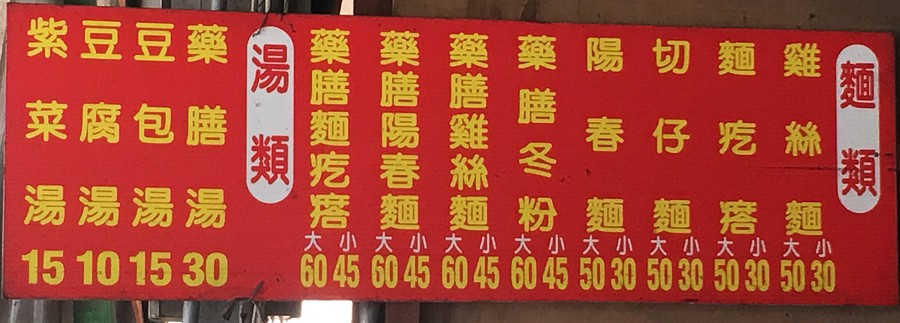 麵類
雞絲麵
大 小
50 30
麵疙瘩
大 小
50 30
切仔麵
大 小
50 30
陽春麵
大 小
50 30
藥膳冬粉
大 小
60 45
藥膳雞絲麵
大 小
60 45
藥膳陽春麵
大 小
60 45
藥膳麵疙瘩
大 小
60 45
湯類
藥膳湯
30
豆包湯
15
豆腐湯
10
紫菜湯
15